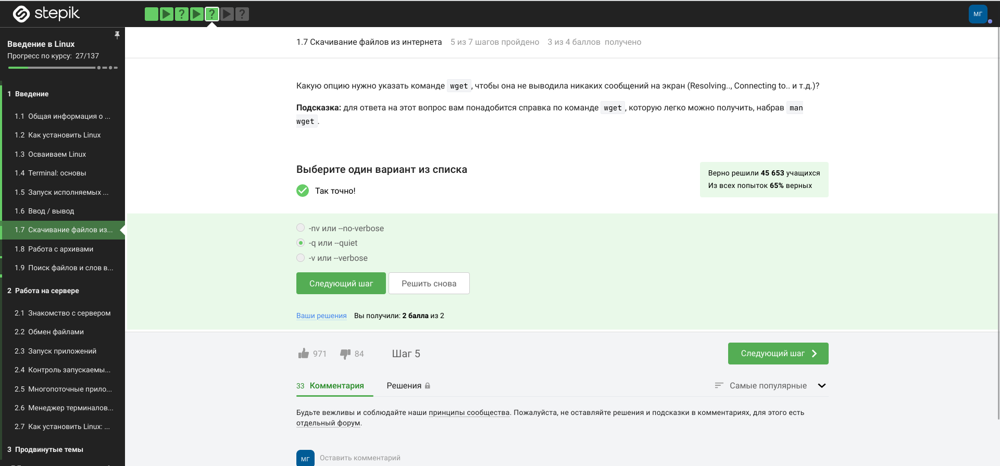 stepik
? ? ?
МГ
Введение в Linux
Прогресс по курсу: 27/137
1 Введение
1.1 Общая информация о ...
1.2 Как установить Linux
1.3 Осваиваем Linux
1.4 Terminal: основы
1.5 Запуск исполняемых ...
1.6 Ввод / вывод
1.7 Скачивание файлов из...
1.8 Работа с архивами
1.9 Поиск файлов и слов в...
2 Работа на сервере
2.1 Знакомство с сервером
2.2 Обмен файлами
2.3 Запуск приложений
2.4 Контроль запускаемы...
2.5 Многопоточные прило...
2.6 Менеджер терминалов...
2.7 Как установить Linux: ...
3 Продвинутые темы
1.7 Скачивание файлов из интернета 5 из 7 шагов пройдено 3 из 4 баллов получено
Какую опцию нужно указать команде wget, чтобы она не выводила никаких сообщений на экран (Resolving.., Connecting to.. и т.д.)?
Подсказка: для ответа на этот вопрос вам понадобится справка по команде wget, которую легко можно получить, набрав man
wget.
Выберите один вариант из списка
Так точно!
Верно решили 45 653 учащихся
Из всех попыток 65% верных
-nv или --no-verbose
-q или --quiet
-v или --verbose
Следующий шаг Решить снова
Ваши решения Вы получили: 2 балла из 2
971 84 Шаг 5 Следующий шаг
33 Комментария Решения Самые популярные
Будьте вежливы и соблюдайте наши принципы сообщества. Пожалуйста, не оставляйте решения и подсказки в комментариях, для этого есть
отдельный форум.
МГ Оставить комментарий